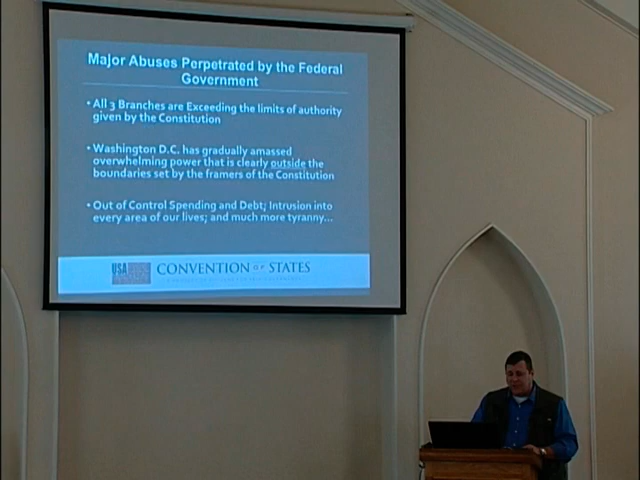 Major Abuses Perpetrated by the Federal
Government
• All 3 Branches are Exceeding the limits of authority
given by the Constitution
• Washington D.C. has gradually amassed
overwhelming power that is clearly outside the
boundaries set by the framers of the Constitution
• Out of Control Spending and Debt; Intrusion into
every area of our lives; and much more tyranny...
USA
CONVENTION OF STATES